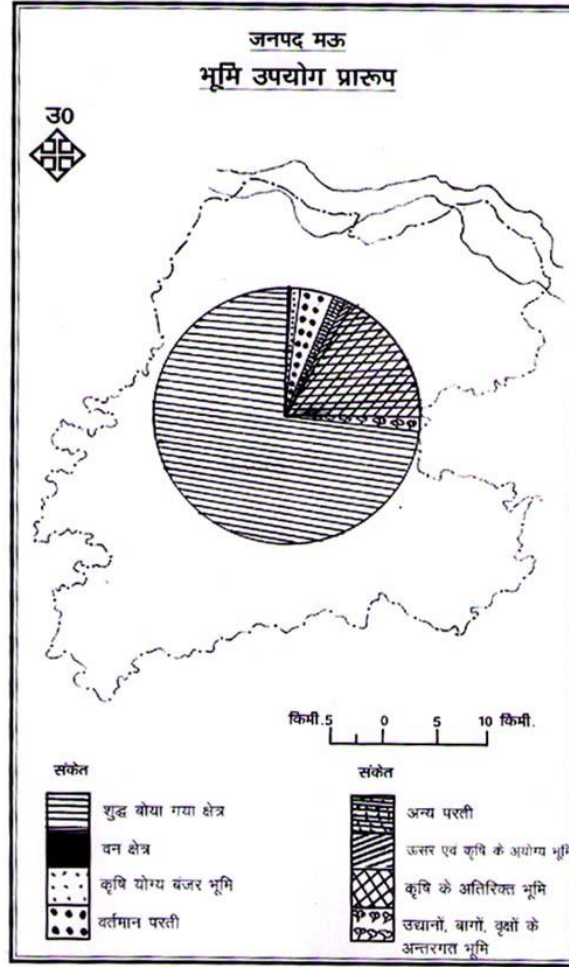 जनपद मऊ
भूमि उपयोग प्रारूप
उ0
किमी.5 0 5 10 किमी.
संकेत
शुद्ध बोया गया क्षेत्र
वन क्षेत्र
कृषि योग्य बंजर भूमि
वर्तमान परती
संकेत
अन्य परती
ऊसर एवं कृषि के अयोग्य भूमि
कृषि के अतिरिक्त भूमि
उद्यानों, बागों, वृक्षों के
अन्तरगत भूमि